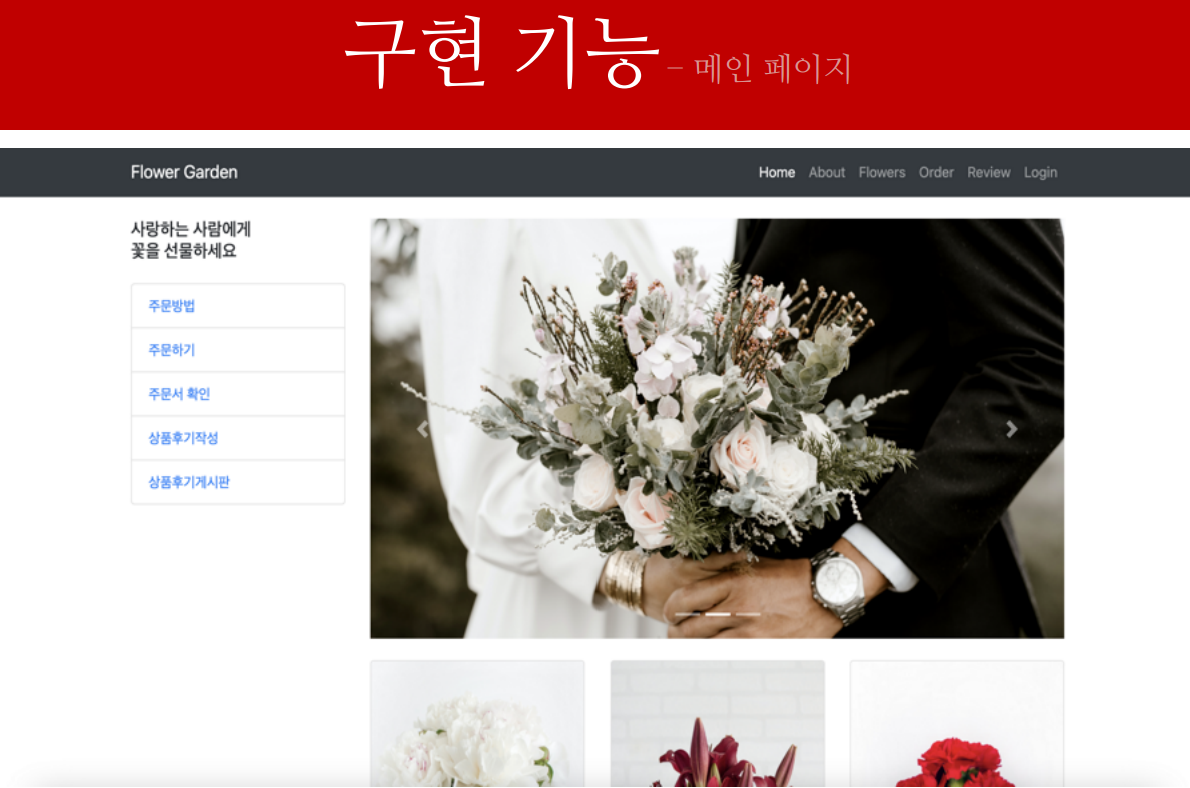 구현 기능 – 메인 페이지
Flower Garden
Home About Flowers Order Review Login
사랑하는 사람에게
꽃을 선물하세요
주문방법
주문하기
주문서 확인
상품후기작성
상품후기게시판